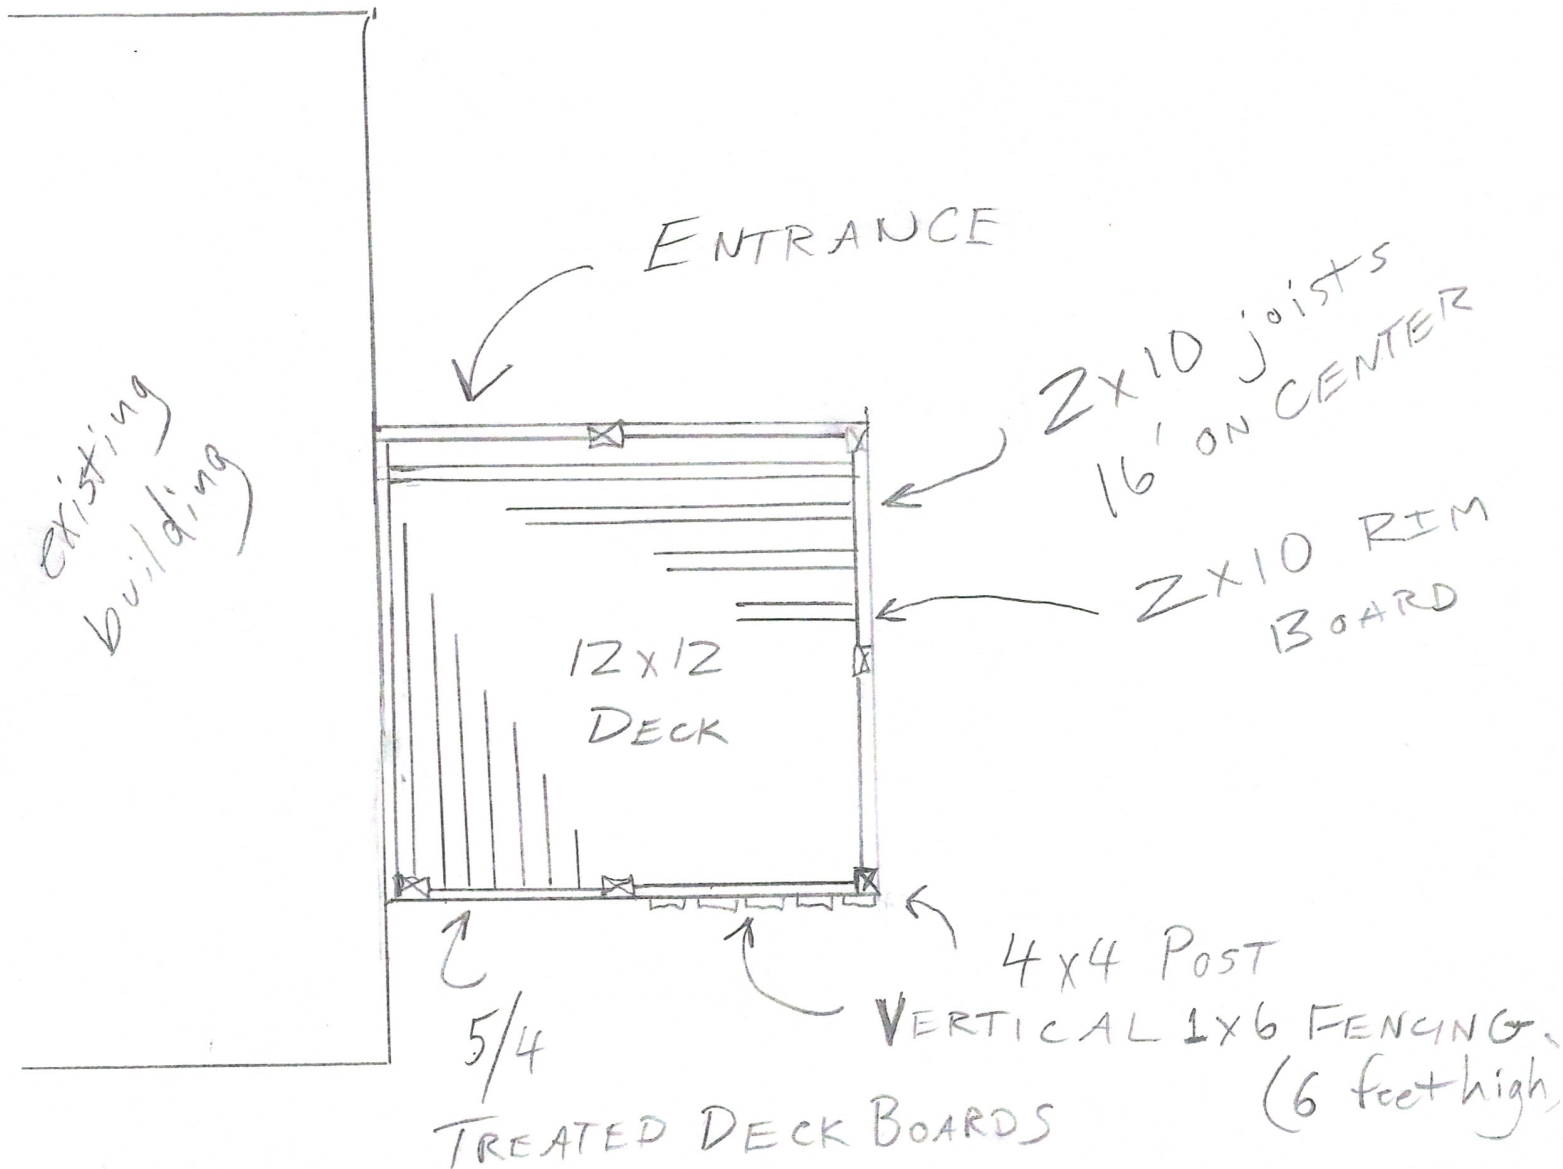 ENTRANCE
2x10 joists
16' ON CENTER
existing
building
2x10 RIM
BOARD
12x12
DECK
4x4 POST
VERTICAL 1x6 FENCING.
(6 feet high,
5/4
TREATED DECK BOARDS